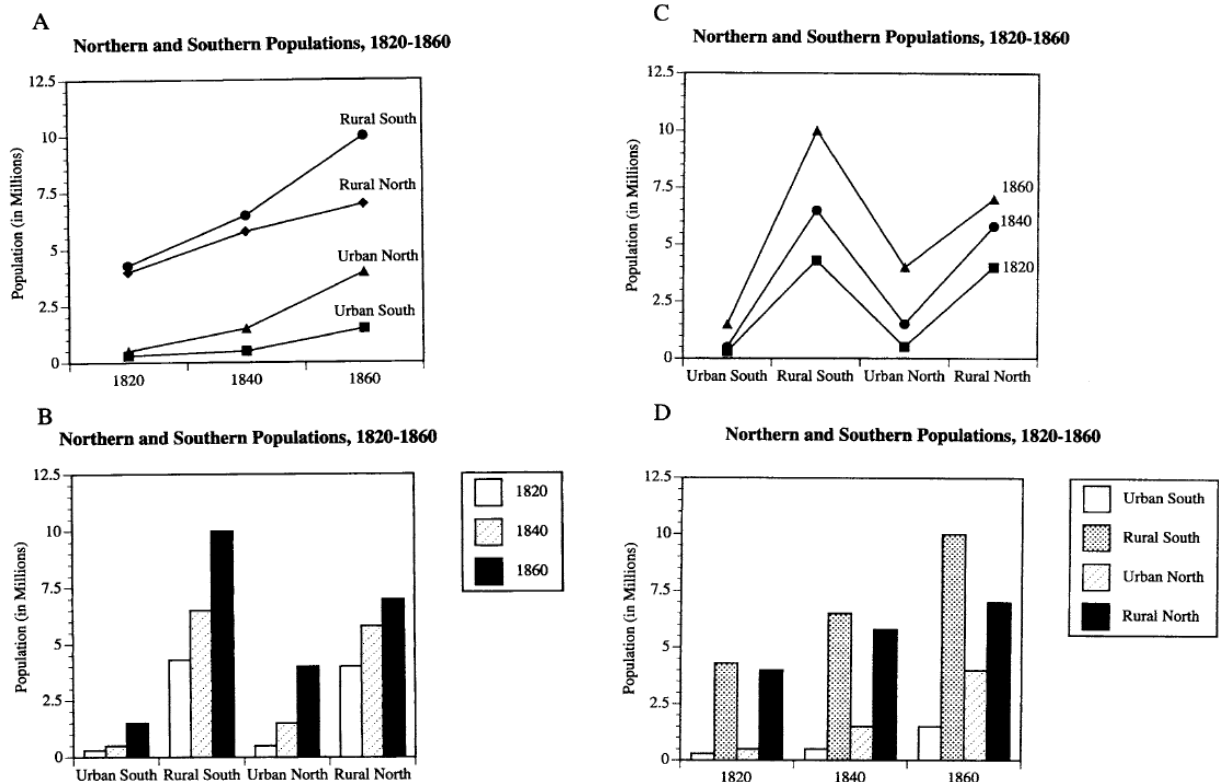 A
Northern and Southern Populations, 1820-1860
12.5
10
7.5
5
2.5
0
Population (in Millions)
Rural South
Rural North
Urban North
Urban South
1820 1840 1860
C
Northern and Southern Populations, 1820-1860
12.5
10
7.5
5
2.5
0
Population (in Millions)
1860
1840
1820
Urban South Rural South Urban North Rural North
B
Northern and Southern Populations, 1820-1860
12.5
10
7.5
5
2.5
0
Population (in Millions)
Urban South Rural South Urban North Rural North
1820
1840
1860
D
Northern and Southern Populations, 1820-1860
12.5
10
7.5
5
2.5
0
Population (in Millions)
1820 1840 1860
Urban South
Rural South
Urban North
Rural North